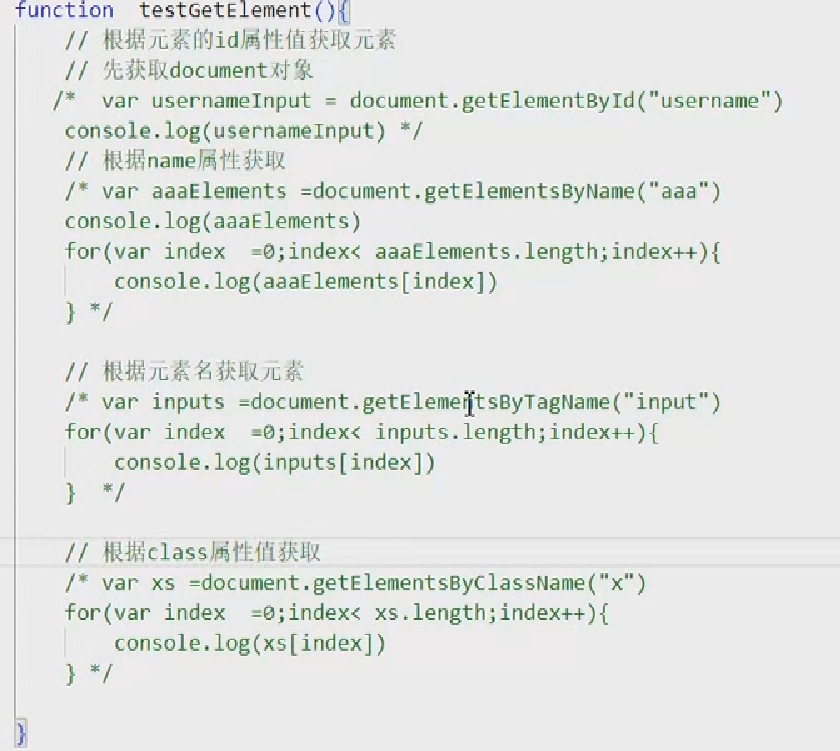 function  testGetElement(){
// 根据元素的id属性值获取元素
// 先获取document对象
/*  var usernameInput = document.getElementById("username")
console.log(usernameInput) */
// 根据name属性获取
/* var aaaElements =document.getElementsByName("aaa")
console.log(aaaElements)
for(var index  =0;index< aaaElements.length;index++){
console.log(aaaElements[index])
} */
// 根据元素名获取元素
/* var inputs =document.getElementsByTagName("input")
for(var index  =0;index< inputs.length;index++){
console.log(inputs[index])
}  */
// 根据class属性值获取
/* var xs =document.getElementsByClassName("x")
for(var index  =0;index< xs.length;index++){
console.log(xs[index])
} */
}